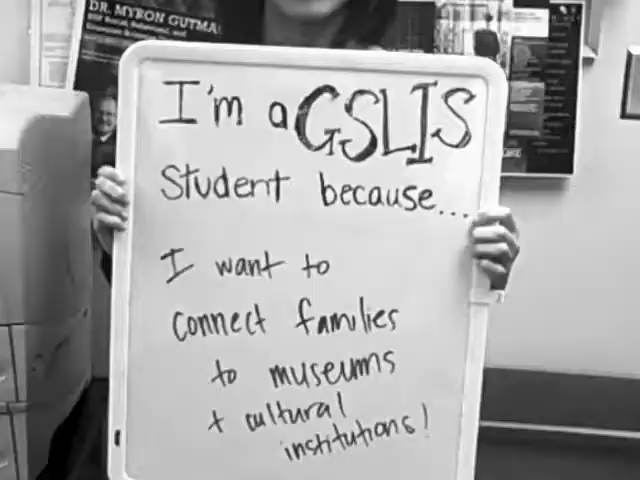 DR. MYRON GUTMA
I'm a GSLIS
Student because...
I want to
connect families
to museums
+ cultural
institutions!